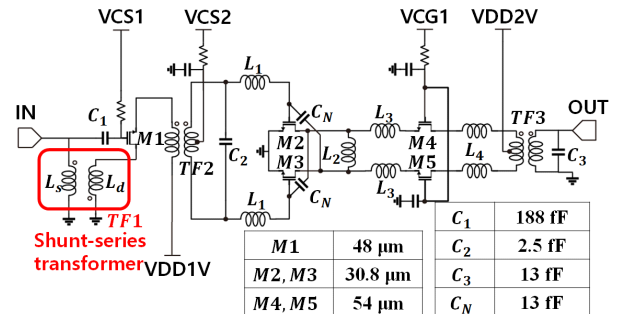 VCS1
VCS2
VCG1
VDD2V
IN
C1
M1
TF2
L1
C2
L1
CN
M2
M3
CN
L2
L3
L3
M4
M5
L4
TF3
OUT
C3
Ls
Ld
TF1
Shunt-series
transformer
VDD1V
M1 48 μm
M2, M3 30.8 μm
M4, M5 54 μm
C1 188 fF
C2 2.5 fF
C3 13 fF
CN 13 fF